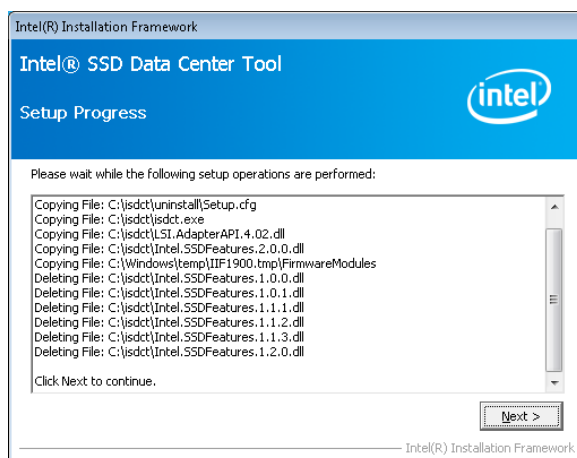 Intel(R) Installation Framework
Intel® SSD Data Center Tool
intel
Setup Progress
Please wait while the following setup operations are performed:
Copying File: C:\isdct\uninstall\Setup.cfg
Copying File: C:\isdct\isdct.exe
Copying File: C:\isdct\LSI.AdapterAPI.4.02.dll
Copying File: C:\isdct\Intel.SSDFeatures.2.0.0.dll
Copying File: C:\Windows\temp\IIF1900.tmp\FirmwareModules
Deleting File: C:\isdct\Intel.SSDFeatures.1.0.0.dll
Deleting File: C:\isdct\Intel.SSDFeatures.1.0.1.dll
Deleting File: C:\isdct\Intel.SSDFeatures.1.1.1.dll
Deleting File: C:\isdct\Intel.SSDFeatures.1.1.2.dll
Deleting File: C:\isdct\Intel.SSDFeatures.1.1.3.dll
Deleting File: C:\isdct\Intel.SSDFeatures.1.2.0.dll
Click Next to continue.
Next >
Intel(R) Installation Framework